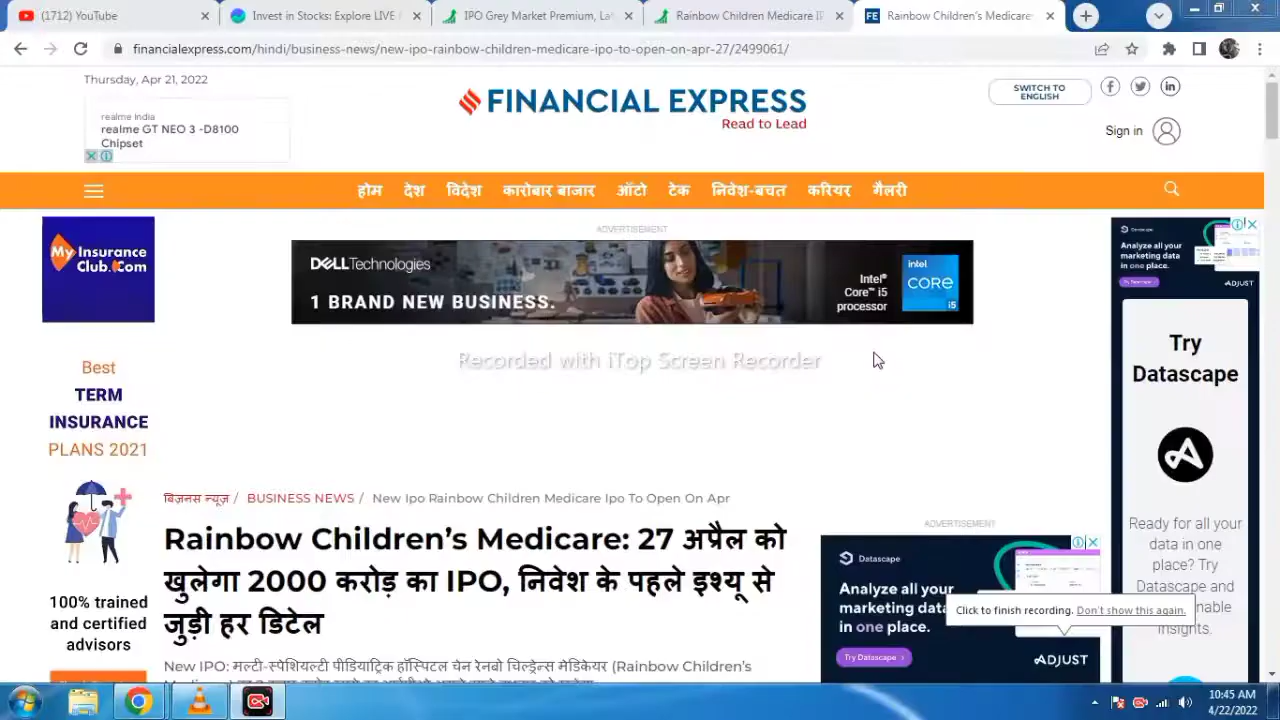 (1712) YouTube
Invest in Stocks: Explore LIVE
IPO Grey Market Premium, La
Rainbow Children Medicare IP
FE Rainbow Children's Medicare
financialexpress.com/hindi/business-news/new-ipo-rainbow-children-medicare-ipo-to-open-on-apr-27/2499061/
Thursday, Apr 21, 2022
realme India
realme GT NEO 3 -D8100
Chipset
FINANCIAL EXPRESS
Read to Lead
SWITCH TO
ENGLISH
Sign in
होम देश विदेश कारोबार बाजार ऑटो टेक निवेश-बचत करियर गैलरी
My Insurance
Club.Com
Best
TERM
INSURANCE
PLANS 2021
100% trained
and certified
advisors
ADVERTISEMENT
DELLTechnologies
1 BRAND NEW BUSINESS.
Intel®
Core™ i5
processor
intel
CORE
i5
Recorded with iTop Screen Recorder
बिज़नस न्यूज़ / BUSINESS NEWS / New Ipo Rainbow Children Medicare Ipo To Open On Apr
Rainbow Children's Medicare: 27 अप्रैल को
खुलेगा 2000 करोड़ का IPO, निवेश के पहले इश्यू से
जुड़ी हर डिटेल
IPO: मल्टी-स्पेशियल्टी पीडियाट्रिक हॉस्पिटल चेन रेनबो चिल्ड्रेन्स मेडिकेयर (Rainbow Children's
ADVERTISEMENT
Datascape
Analyze all your
marketing data
in one place.
Try Datascape ›
ADJUST
Click to finish recording. Don't show this again.
Datascape
Analyze all your
marketing data
in one place.
Try Datascape ›
ADJUST
Try
Datascape
Ready for all your
data in one
place? Try
Datascape and
insights.
10:45 AM
4/22/2022